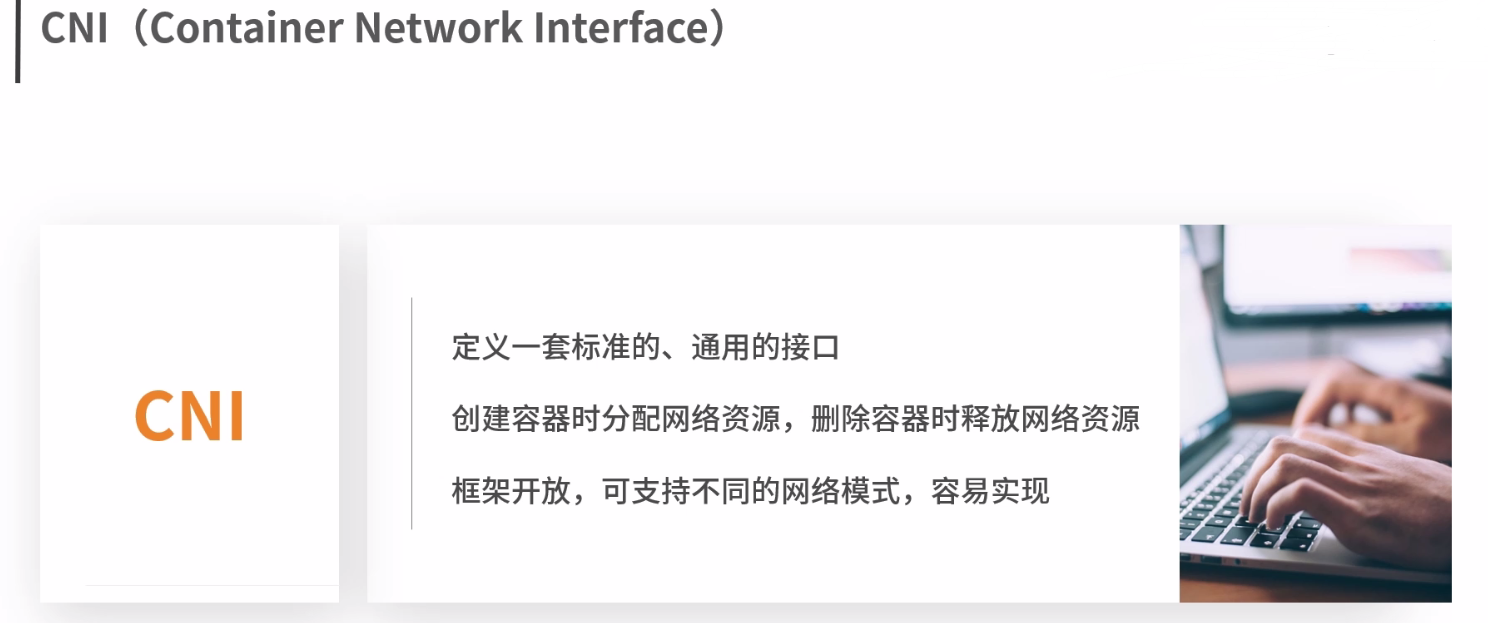 CNI（Container Network Interface）
CNI
定义一套标准的、通用的接口
创建容器时分配网络资源，删除容器时释放网络资源
框架开放，可支持不同的网络模式，容易实现